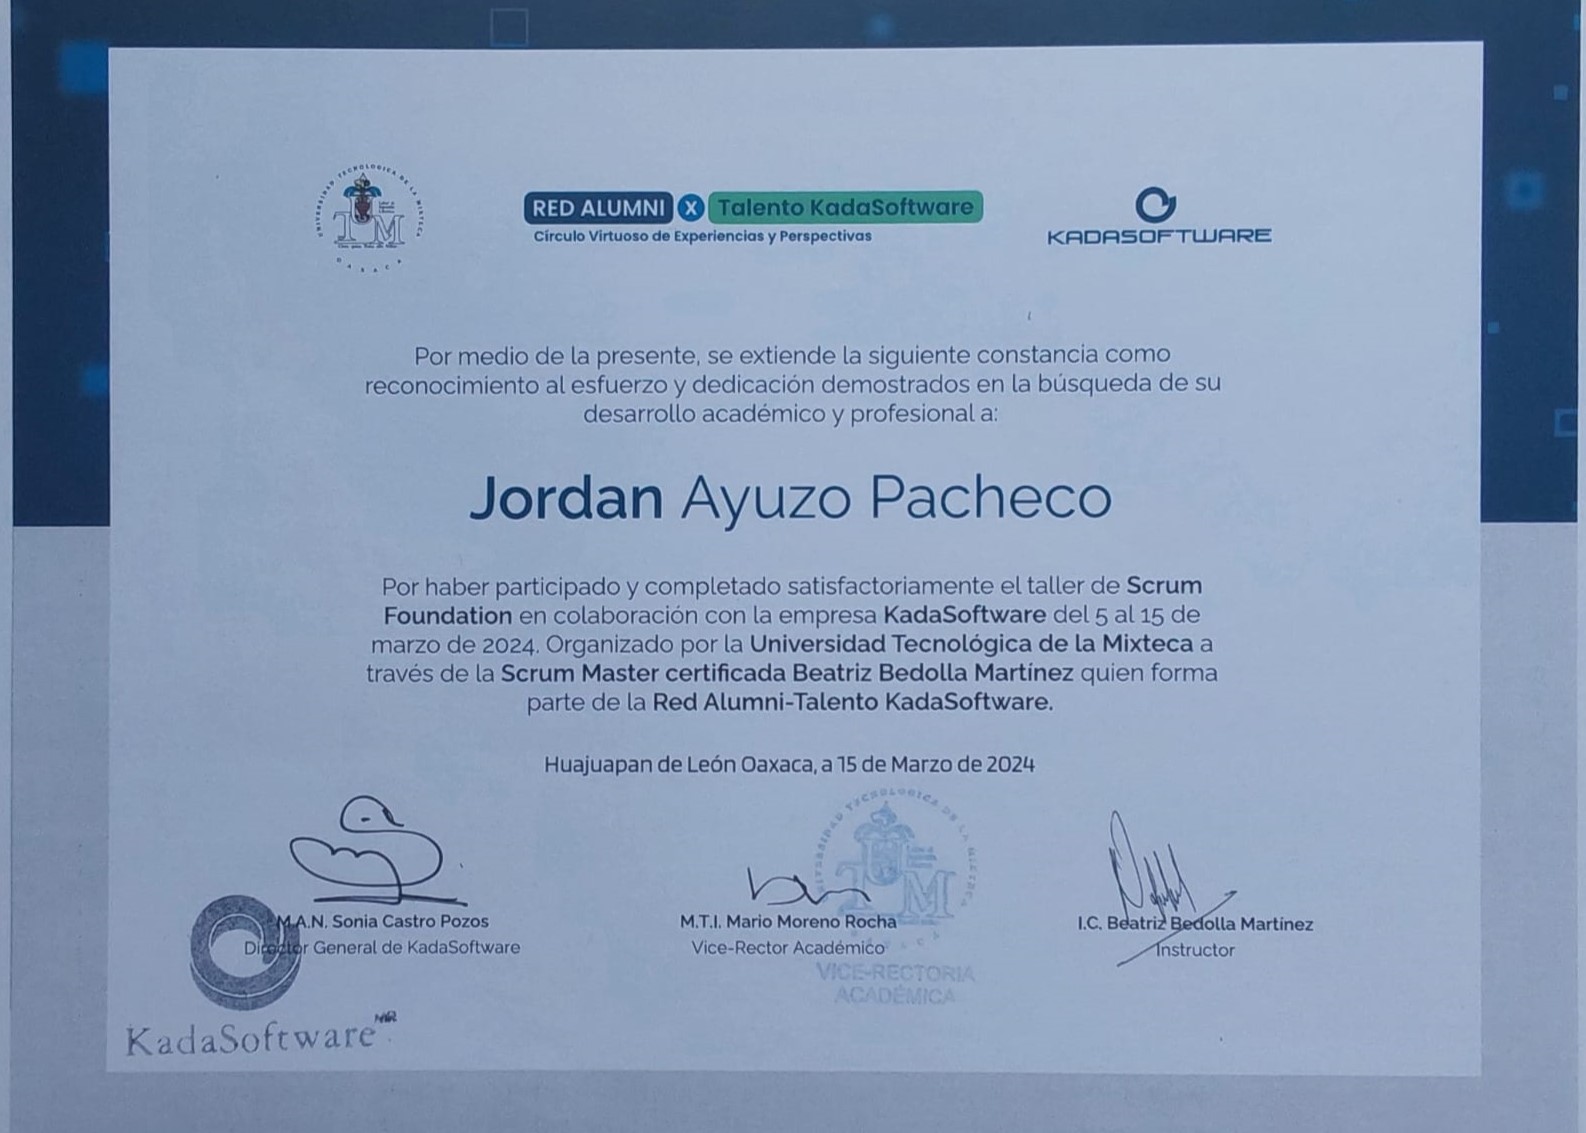 UNIVERSIDAD TECNOLOGICA DE LA MIXTECA
UTM
OAXACA
RED ALUMNI X Talento KadaSoftware
Círculo Virtuoso de Experiencias y Perspectivas
KADASOFTWARE
Por medio de la presente, se extiende la siguiente constancia como
reconocimiento al esfuerzo y dedicación demostrados en la búsqueda de su
desarrollo académico y profesional a:
Jordan Ayuzo Pacheco
Por haber participado y completado satisfactoriamente el taller de Scrum
Foundation en colaboración con la empresa KadaSoftware del 5 al 15 de
marzo de 2024. Organizado por la Universidad Tecnológica de la Mixteca a
través de la Scrum Master certificada Beatriz Bedolla Martínez quien forma
parte de la Red Alumni-Talento KadaSoftware.
Huajuapan de León Oaxaca, a 15 de Marzo de 2024
UNIVERSIDAD TECNOLOGICA DE LA MIXTECA
UTM
M.A.N. Sonia Castro Pozos
Director General de KadaSoftware
M.T.I. Mario Moreno Rocha
Vice-Rector Académico
I.C. Beatriz Bedolla Martínez
Instructor
VICE-RECTORIA
ACADÉMICA
KadaSoftware